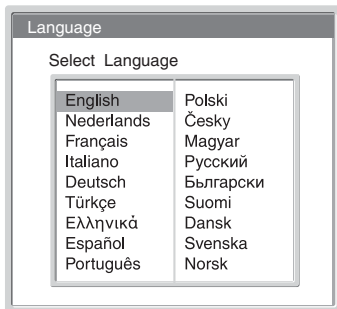 Language
Select Language
English
Nederlands
Français
Italiano
Deutsch
Türkçe
Ελληνικά
Español
Português
Polski
Česky
Magyar
Русский
Бьлгарски
Suomi
Dansk
Svenska
Norsk